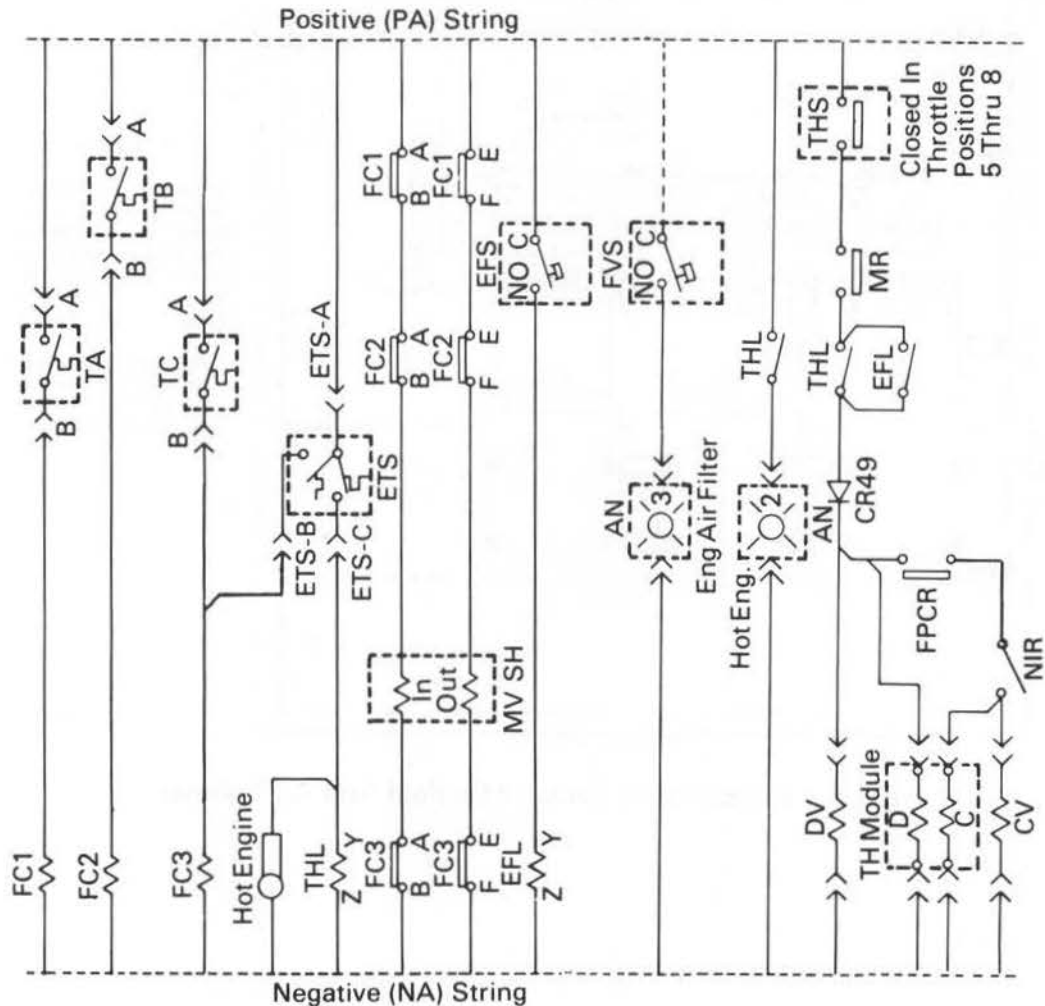 Positive (PA) String
A
TA
B
FC1
A
TB
B
FC2
A
TC
B
FC3
ETS-A
ETS
ETS-B
ETS-C
Hot Engine
THL
Z Y
FC1
B A
FC1
F E
FC2
B A
FC2
F E
In
Out
MV SH
FC3
B A
FC3
F E
EFS
NO C
EFL
Z Y
FVS
NO C
AN
3
Eng Air Filter
THL
Hot Eng.
2
AN
THS
Closed In
Throttle
Positions
5 Thru 8
MR
THL
EFL
CR49
FPCR
NIR
DV
TH Module
D
C
CV
Negative (NA) String